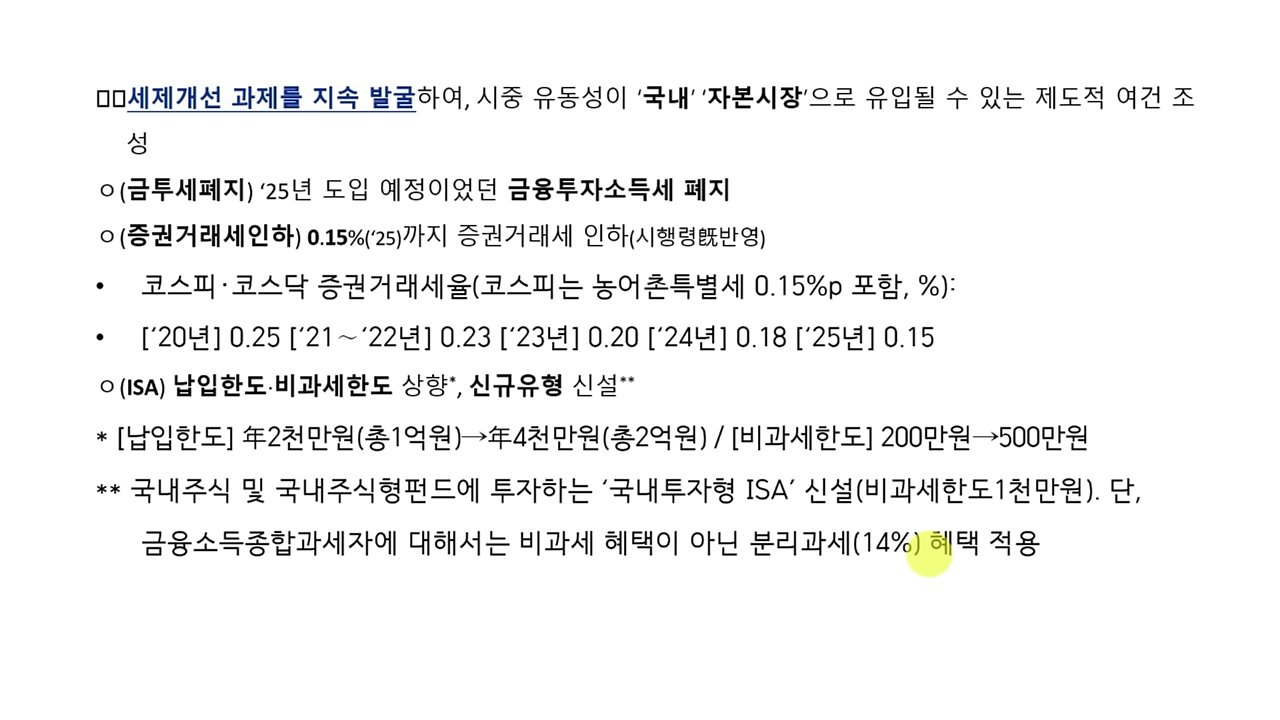 □□세제개선 과제를 지속 발굴하여, 시중 유동성이 ‘국내’ ‘자본시장’으로 유입될 수 있는 제도적 여건 조
성
ㅇ(금투세폐지) ‘25년 도입 예정이었던 금융투자소득세 폐지
ㅇ(증권거래세인하) 0.15%(‘25)까지 증권거래세 인하(시행령旣반영)
• 코스피·코스닥 증권거래세율(코스피는 농어촌특별세 0.15%p 포함, %):
• [‘20년] 0.25 [‘21～‘22년] 0.23 [‘23년] 0.20 [‘24년] 0.18 [‘25년] 0.15
ㅇ(ISA) 납입한도·비과세한도 상향*, 신규유형 신설**
* [납입한도] 年2천만원(총1억원)→年4천만원(총2억원) / [비과세한도] 200만원→500만원
** 국내주식 및 국내주식형펀드에 투자하는 ‘국내투자형 ISA’ 신설(비과세한도1천만원). 단,
금융소득종합과세자에 대해서는 비과세 혜택이 아닌 분리과세(14%) 혜택 적용